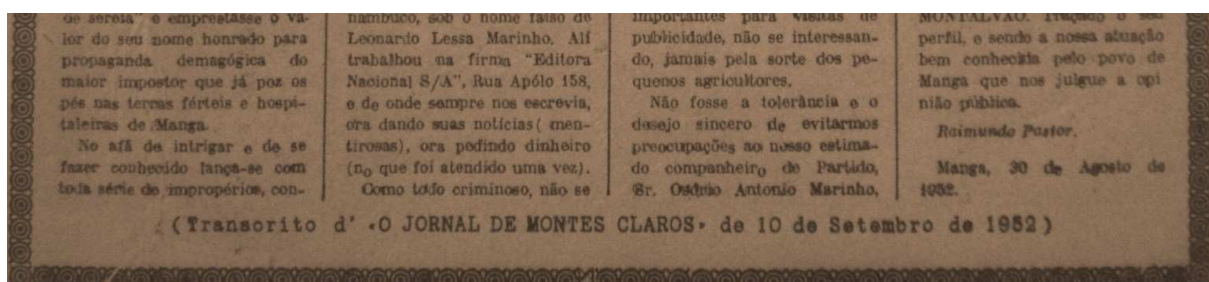 de sereia" e emprestasse o va-
lor do seu nome honrado para
propaganda demagógica do
maior impostor que já poz os
pés nas terras férteis e hospi-
taleiras de Manga.
No afã de intrigar e de se
fazer conhecido lança-se com
toda série de impropérios, con-
nambuco, sob o nome falso de
Leonardo Lessa Marinho. Alí
trabalhou na firma "Editora
Nacional S/A", Rua Apólo 158,
e de onde sempre nos escrevia,
ora dando suas notícias ( men-
tirosas), ora pedindo dinheiro
(no que foi atendido uma vez).
Como todo criminoso, não se
importantes para visitas de
publicidade, não se interessan-
do, jamais pela sorte dos pe-
quenos agricultores.
Não fosse a tolerância e o
desejo sincero de evitarmos
preocupações ao nosso estima-
do companheiro de Partido,
Sr. Antonio Marinho,
MONTALVAO. Traçado o seu
perfil, e sendo a nossa atuação
bem conhecida pelo povo de
Manga que nos julgue a opi
nião pública.
Raimundo Pastor.
Manga, 30 de Agosto de
1952.
(Transorito d' «O JORNAL DE MONTES CLAROS» de 10 de Setembro de 1952)